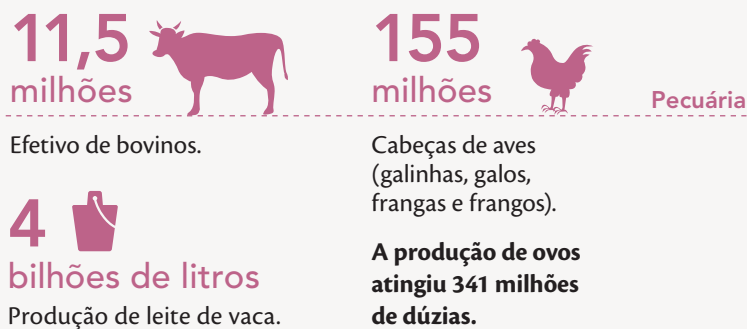 11,5
milhões
Efetivo de bovinos.
4
bilhões de litros
Produção de leite de vaca.
155
milhões
Cabeças de aves
(galinhas, galos,
frangas e frangos).
A produção de ovos
atingiu 341 milhões
de dúzias.
Pecuária